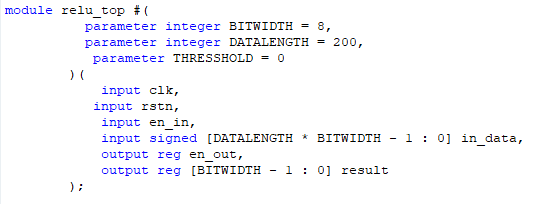 module relu_top #(
parameter integer BITWIDTH = 8,
parameter integer DATALENGTH = 200,
parameter THRESSHOLD = 0
)(
input clk,
input rstn,
input en_in,
input signed [DATALENGTH * BITWIDTH - 1 : 0] in_data,
output reg en_out,
output reg [BITWIDTH - 1 : 0] result
);